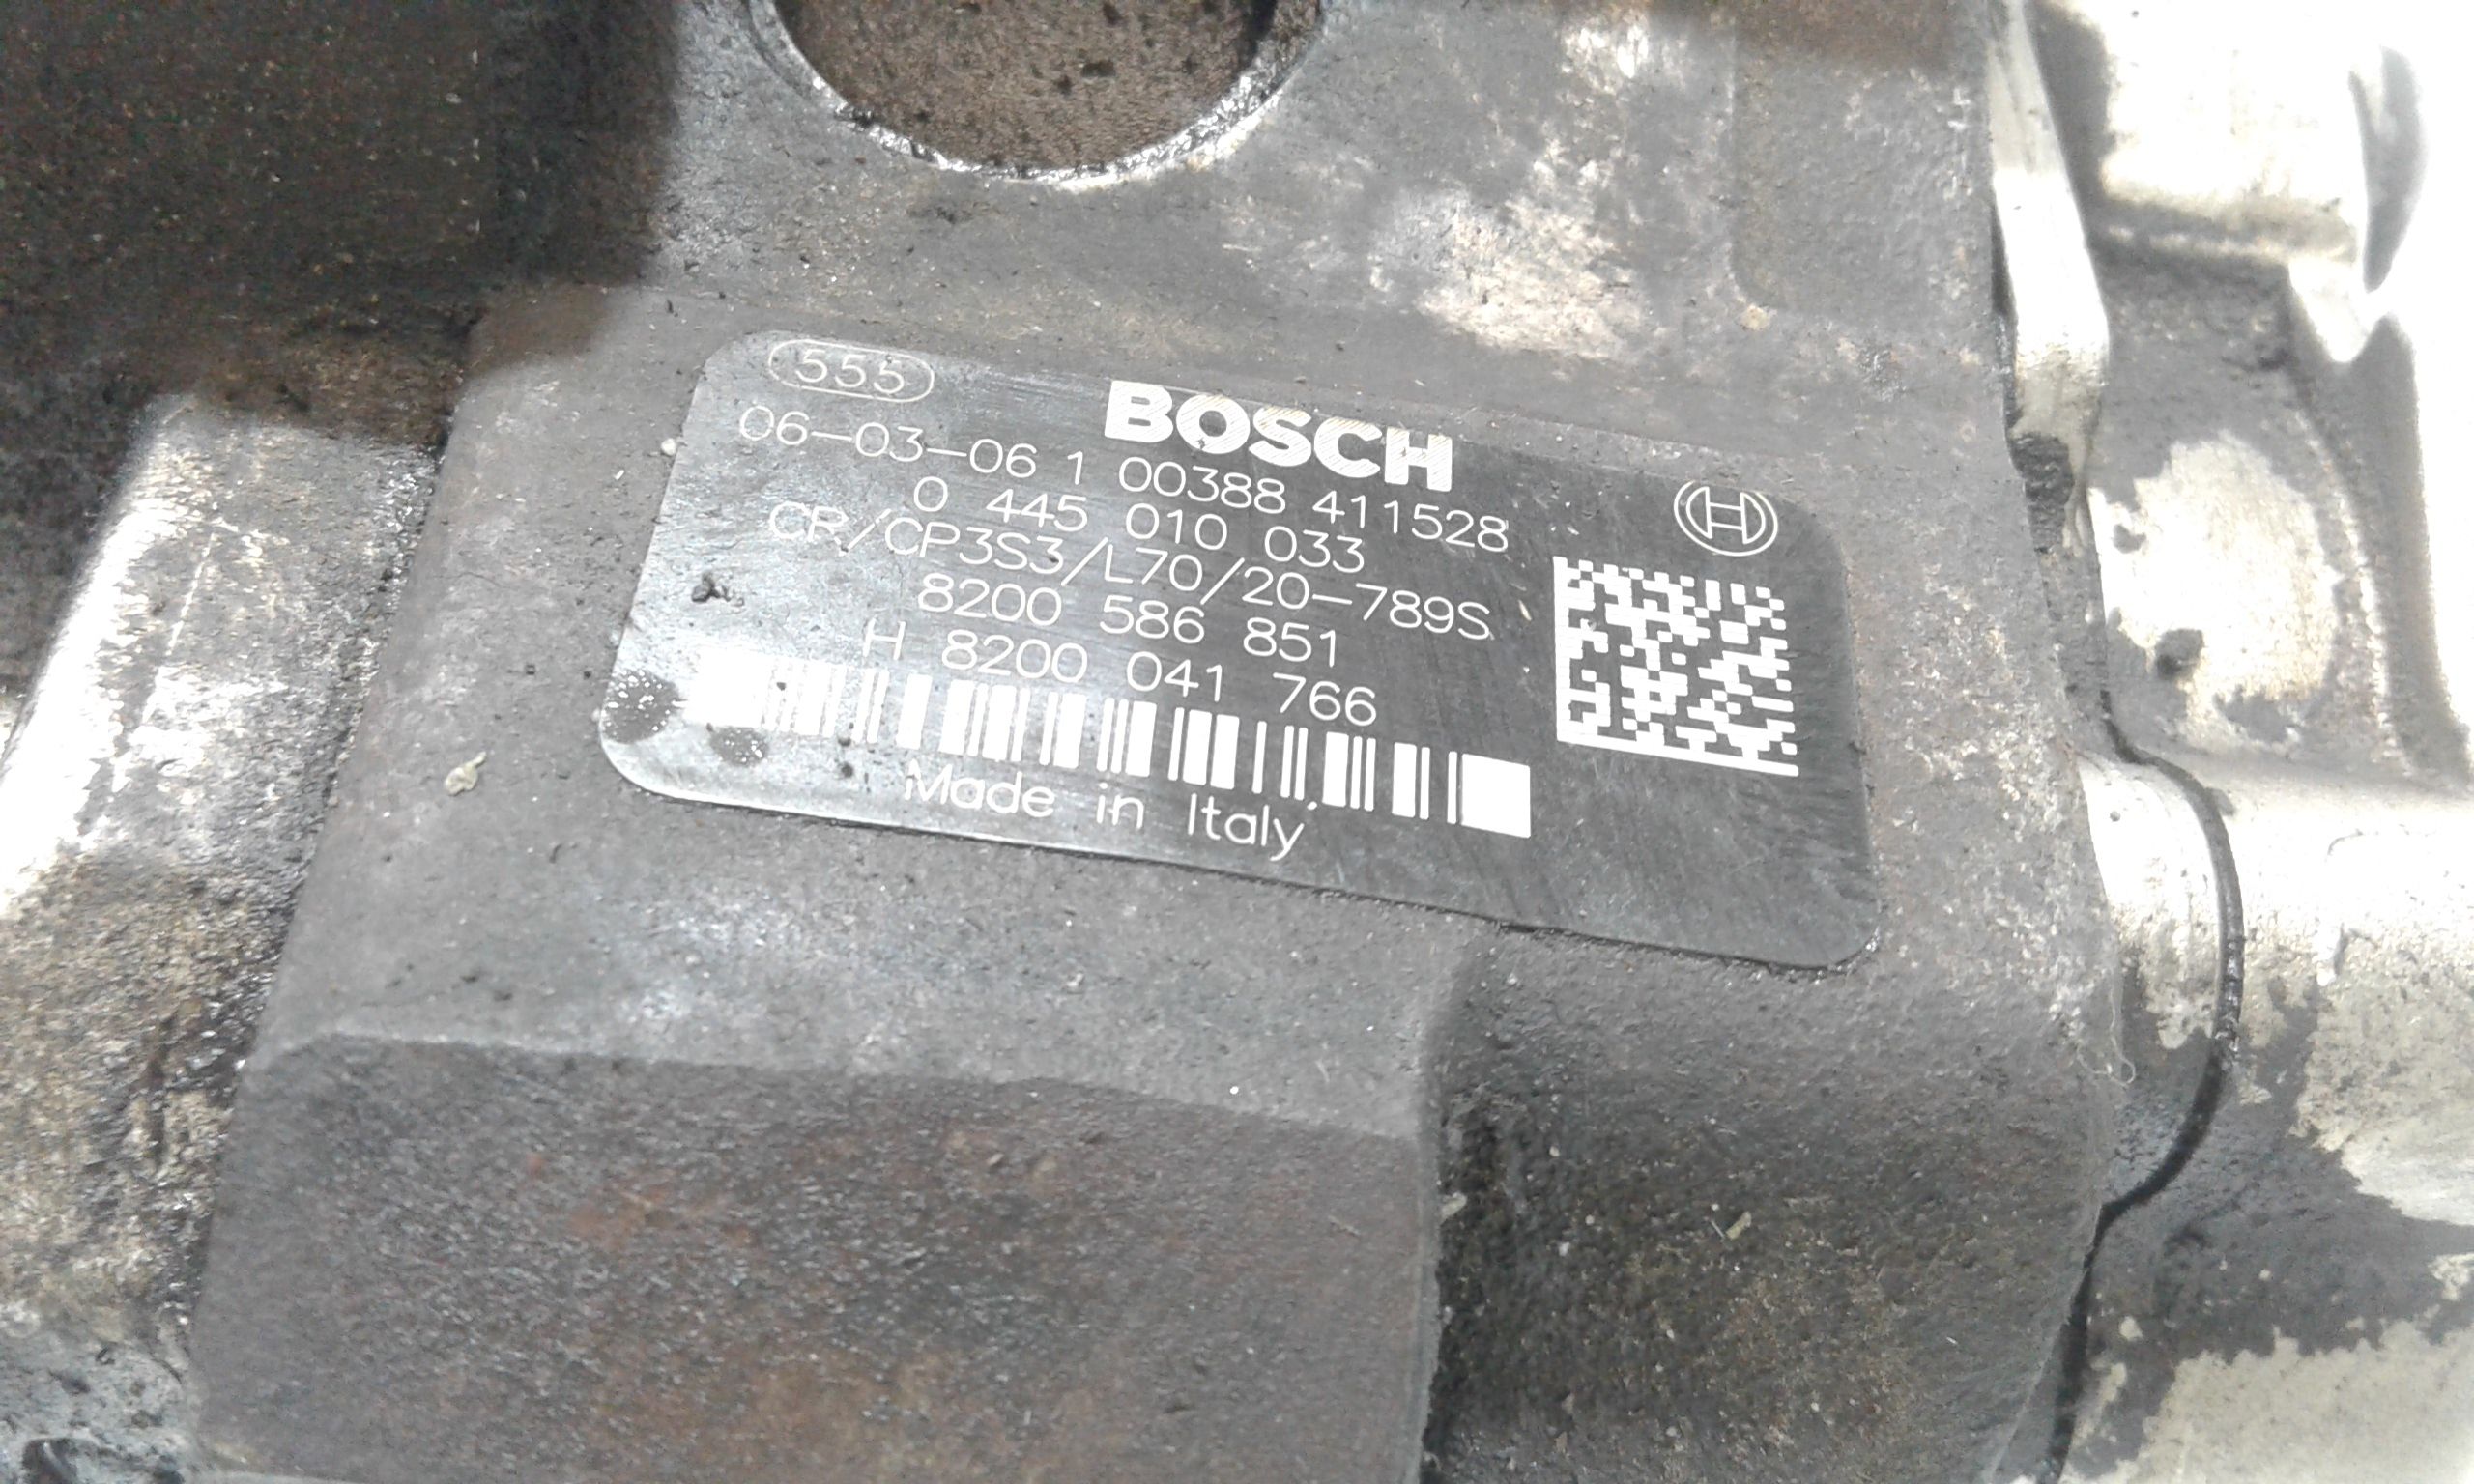 555
BOSCH
06-03-06 1 00388 411528
0 445 010 033
CR/CP3S3/L70/20-789S
8200 586 851
H 8200 041 766
Made in Italy